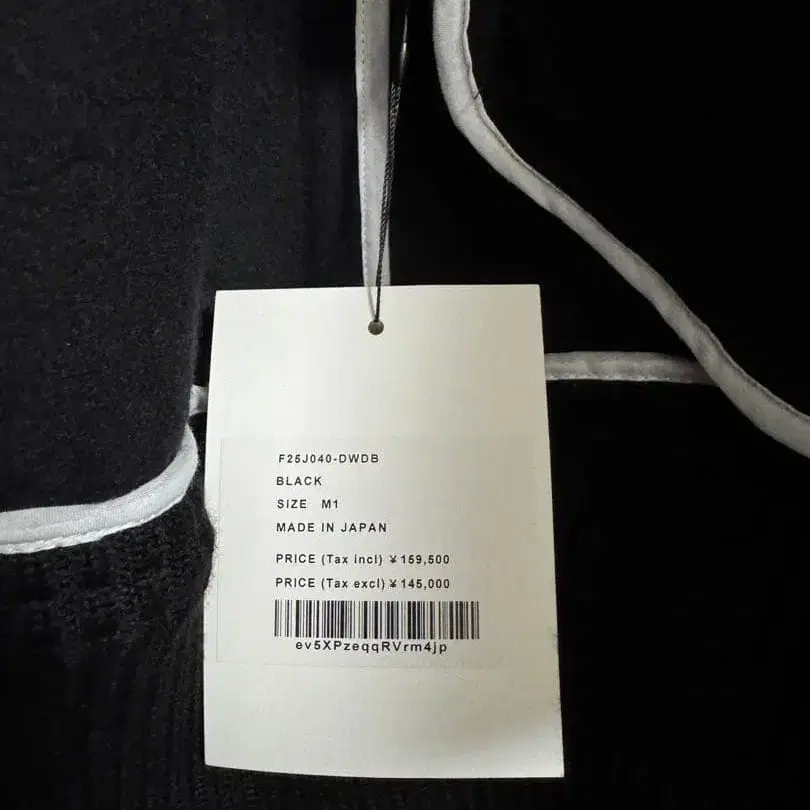 F25J040-DWDB
BLACK
SIZE M1
MADE IN JAPAN
PRICE (Tax incl) ¥159,500
PRICE (Tax excl) ¥145,000
ev5XPzeqqRVrm4jp